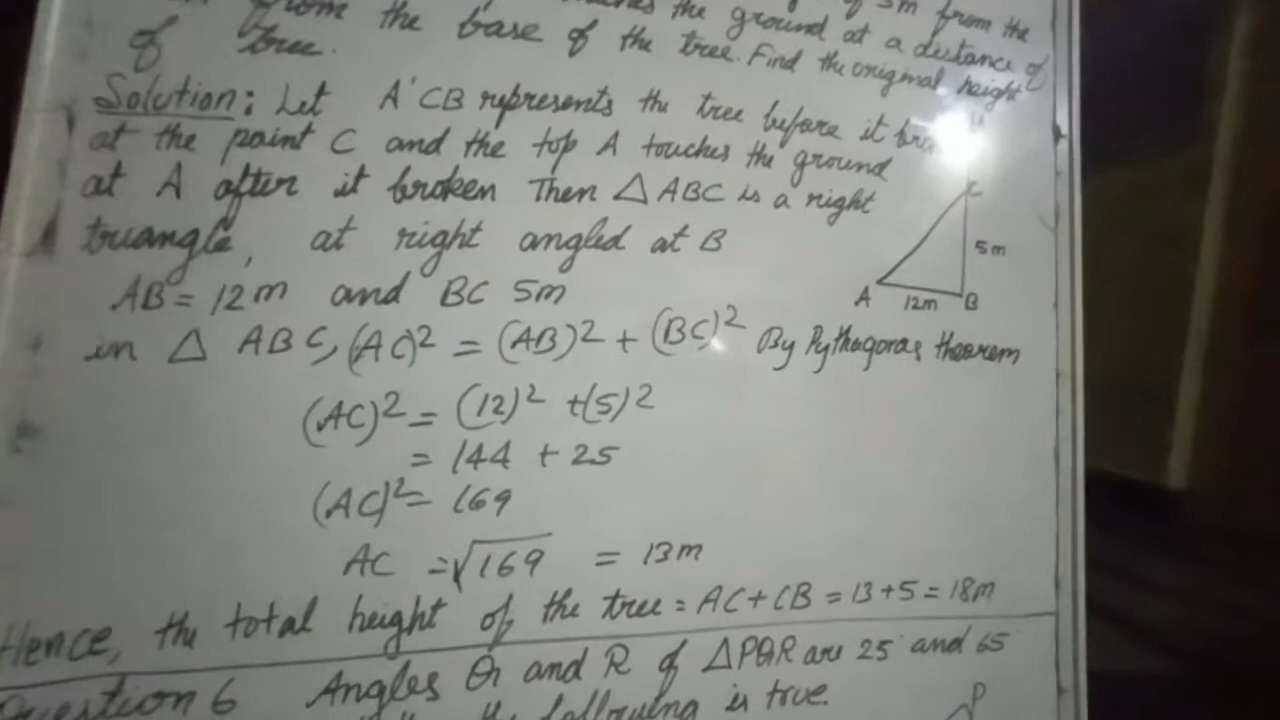 the ground at a distance of
5m from the
from the base of the tree. Find the original height
of tree.
Solution: Let A'CB represents the tree before it
at the point C and the top A touches the ground
at A after it broken Then △ABC is a right
triangle, at right angled at B
AB = 12m and BC 5m
C
5m
A
12m
B
in △ ABC, (AC)² = (AB)² + (BC)² By Pythagoras theorem
(AC)² = (12)² + (5)²
= 144 + 25
(AC)² = 169
AC = √169 = 13m
Hence, the total height of the tree = AC + CB = 13 + 5 = 18m
Question 6 Angles Q and R of △PQR are 25 and 65
the following is true.
P